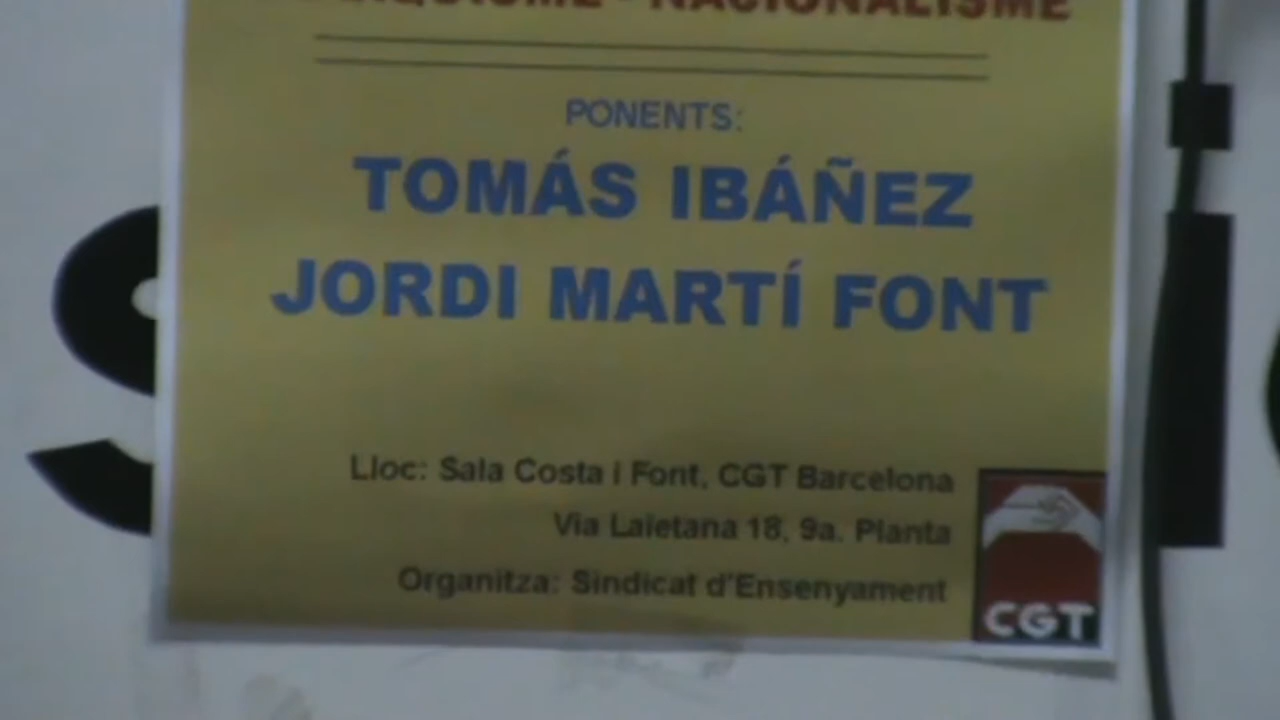 NACIONALISME
PONENTS:
TOMÁS IBÁÑEZ
JORDI MARTÍ FONT
Lloc: Sala Costa i Font, CGT Barcelona
Via Laietana 18, 9a. Planta
Organitza: Sindicat d'Ensenyament
CGT